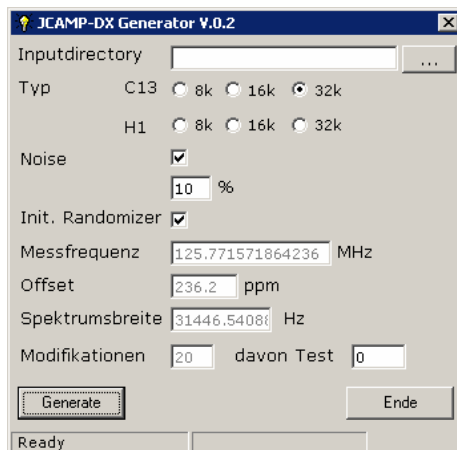 JCAMP-DX Generator V.0.2
Inputdirectory ...
Typ C13 8k 16k 32k
H1 8k 16k 32k
Noise
10 %
Init. Randomizer
Messfrequenz 125.771571864236 MHz
Offset 236.2 ppm
Spektrumsbreite 31446.5408 Hz
Modifikationen 20 davon Test 0
Generate Ende
Ready